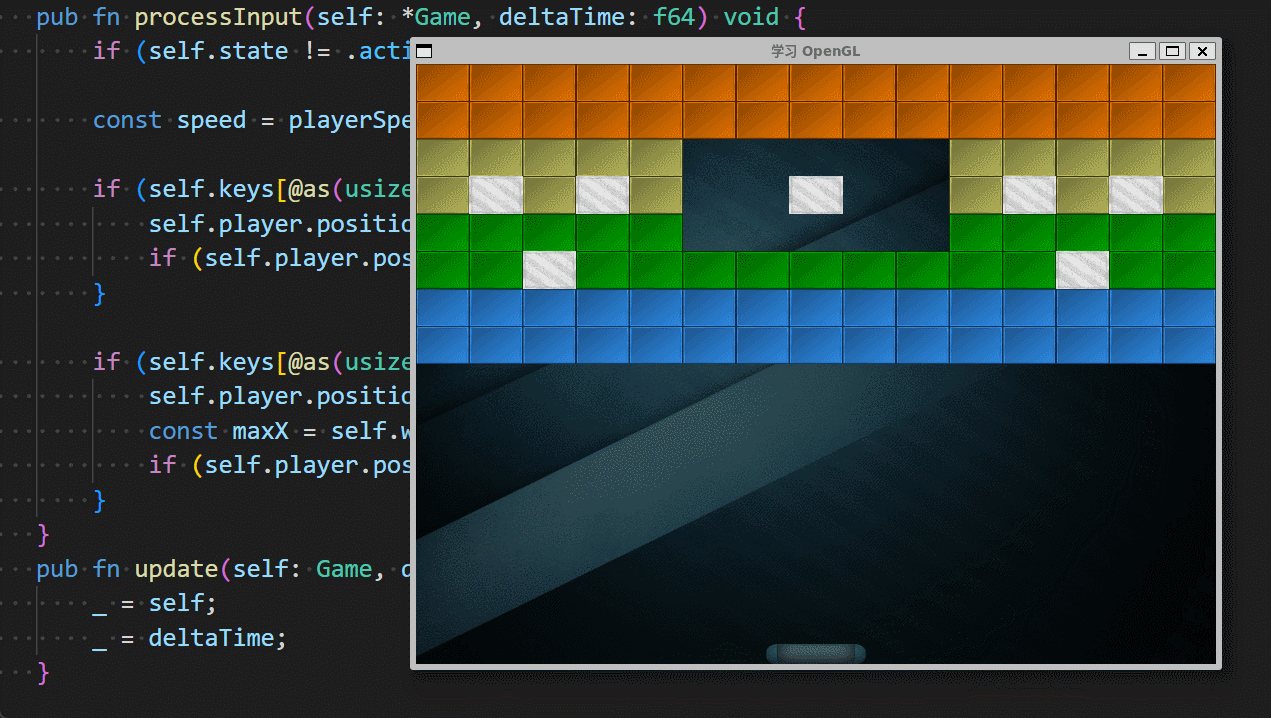 pub fn processInput(self: *Game, deltaTime: f64) void {
if (self.state != .acti
学习 OpenGL
const speed = playerSpe
if (self.keys[@as(usize
self.player.positio
if (self.player.pos
}
if (self.keys[@as(usize
self.player.positio
const maxX = self.w
if (self.player.pos
}
}
pub fn update(self: Game, d
_ = self;
_ = deltaTime;
}